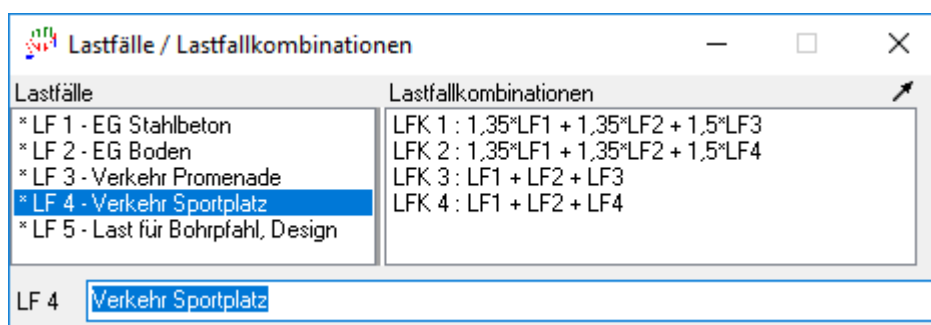 Lastfälle / Lastfallkombinationen
Lastfälle
* LF 1 - EG Stahlbeton
* LF 2 - EG Boden
* LF 3 - Verkehr Promenade
* LF 4 - Verkehr Sportplatz
* LF 5 - Last für Bohrpfahl, Design
Lastfallkombinationen
LFK 1 : 1,35*LF1 + 1,35*LF2 + 1,5*LF3
LFK 2 : 1,35*LF1 + 1,35*LF2 + 1,5*LF4
LFK 3 : LF1 + LF2 + LF3
LFK 4 : LF1 + LF2 + LF4
LF 4 Verkehr Sportplatz